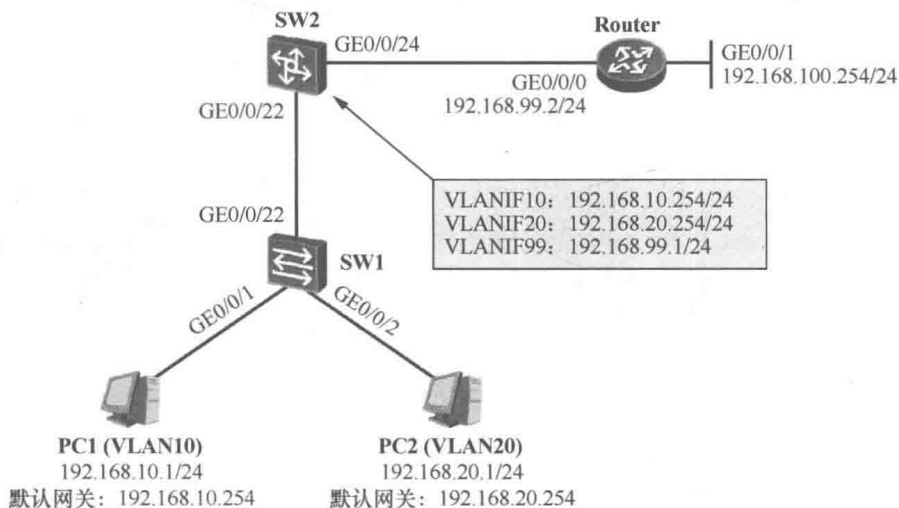 SW2
GE0/0/24
Router
GE0/0/1
192.168.100.254/24
GE0/0/0
192.168.99.2/24
GE0/0/22
VLANIF10：192.168.10.254/24
VLANIF20：192.168.20.254/24
VLANIF99：192.168.99.1/24
GE0/0/22
SW1
GE0/0/1
GE0/0/2
PC1 (VLAN10)
192.168.10.1/24
默认网关：192.168.10.254
PC2 (VLAN20)
192.168.20.1/24
默认网关：192.168.20.254